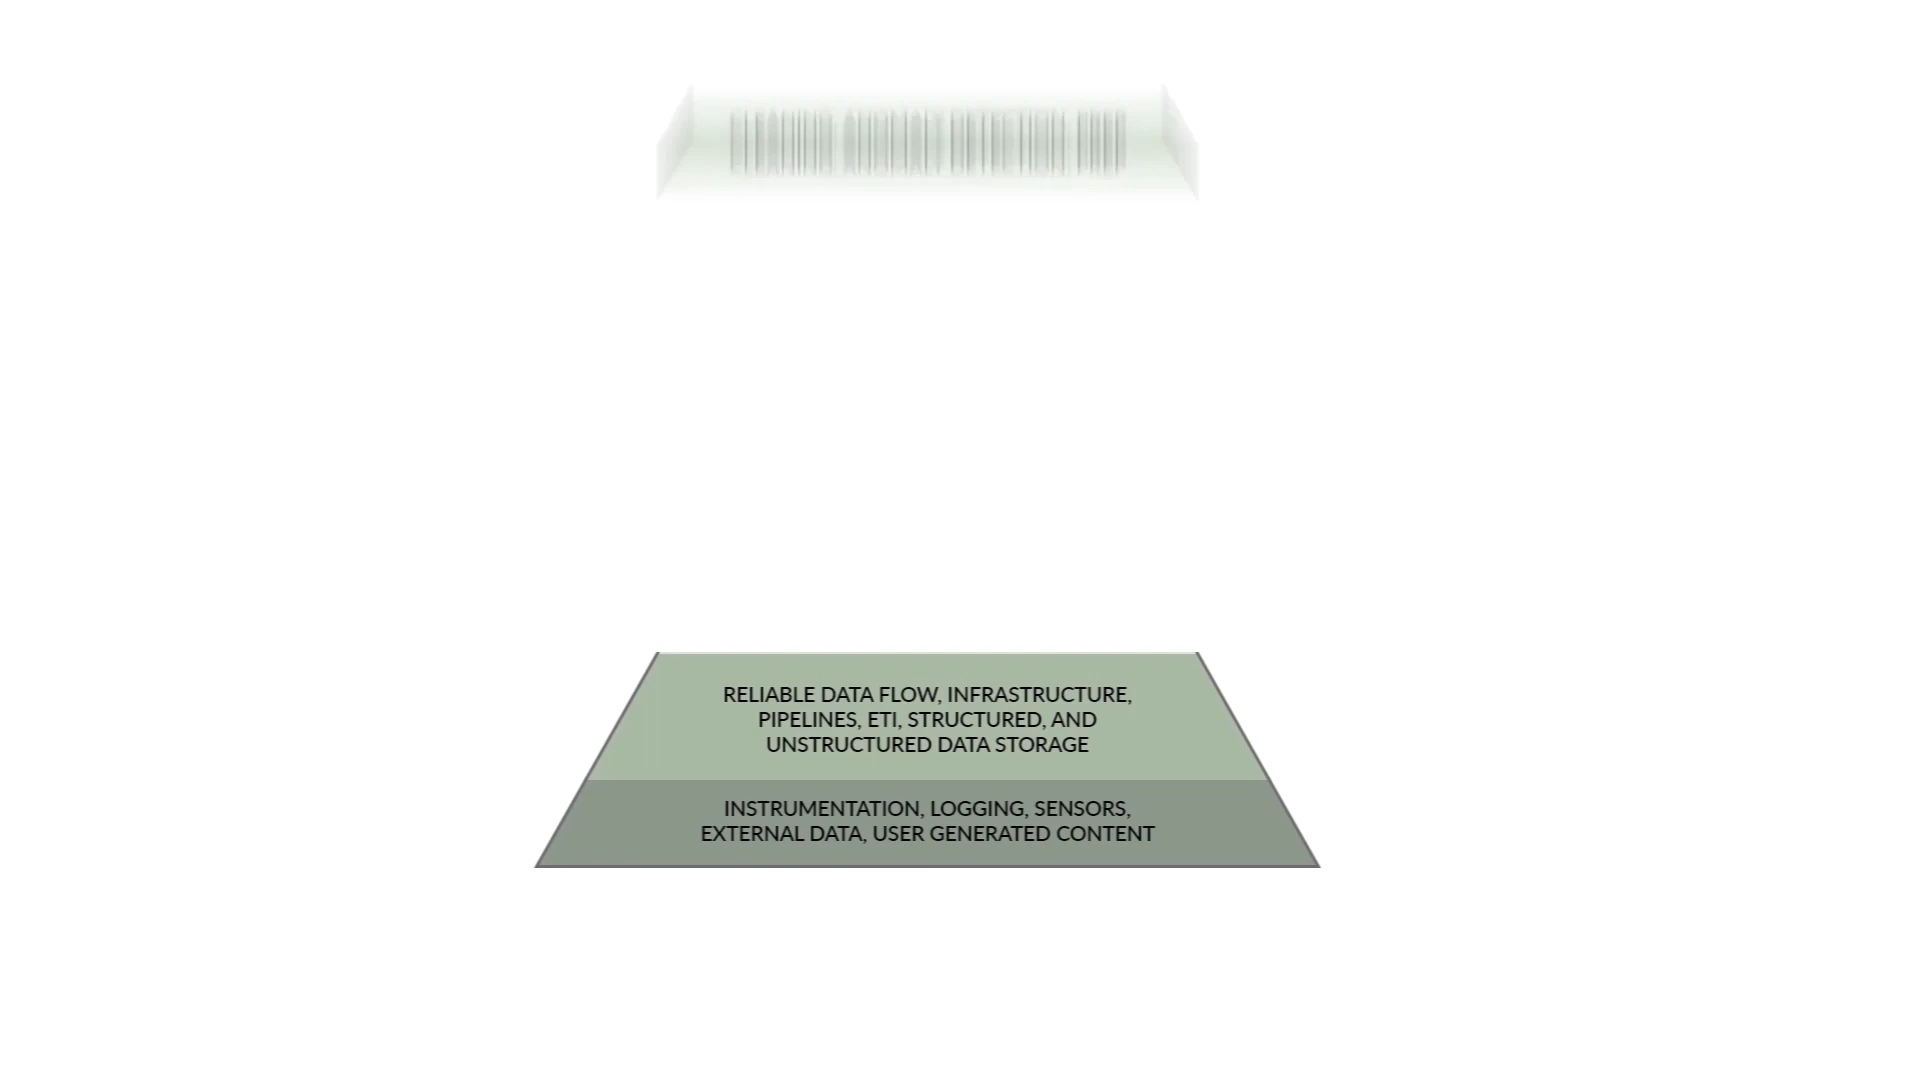 RELIABLE DATA FLOW, INFRASTRUCTURE,
PIPELINES, ETI, STRUCTURED, AND
UNSTRUCTURED DATA STORAGE
INSTRUMENTATION, LOGGING, SENSORS,
EXTERNAL DATA, USER GENERATED CONTENT